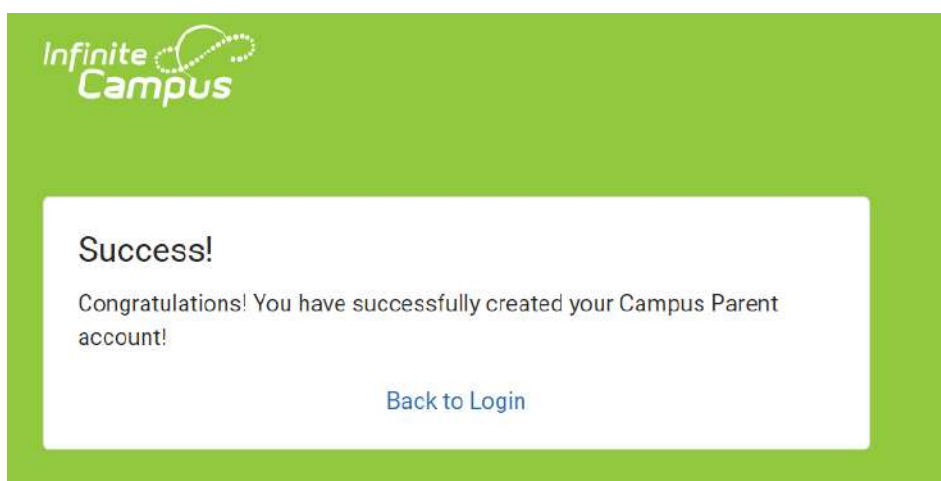 Infinite
Campus
Success!
Congratulations! You have successfully created your Campus Parent
account!
Back to Login